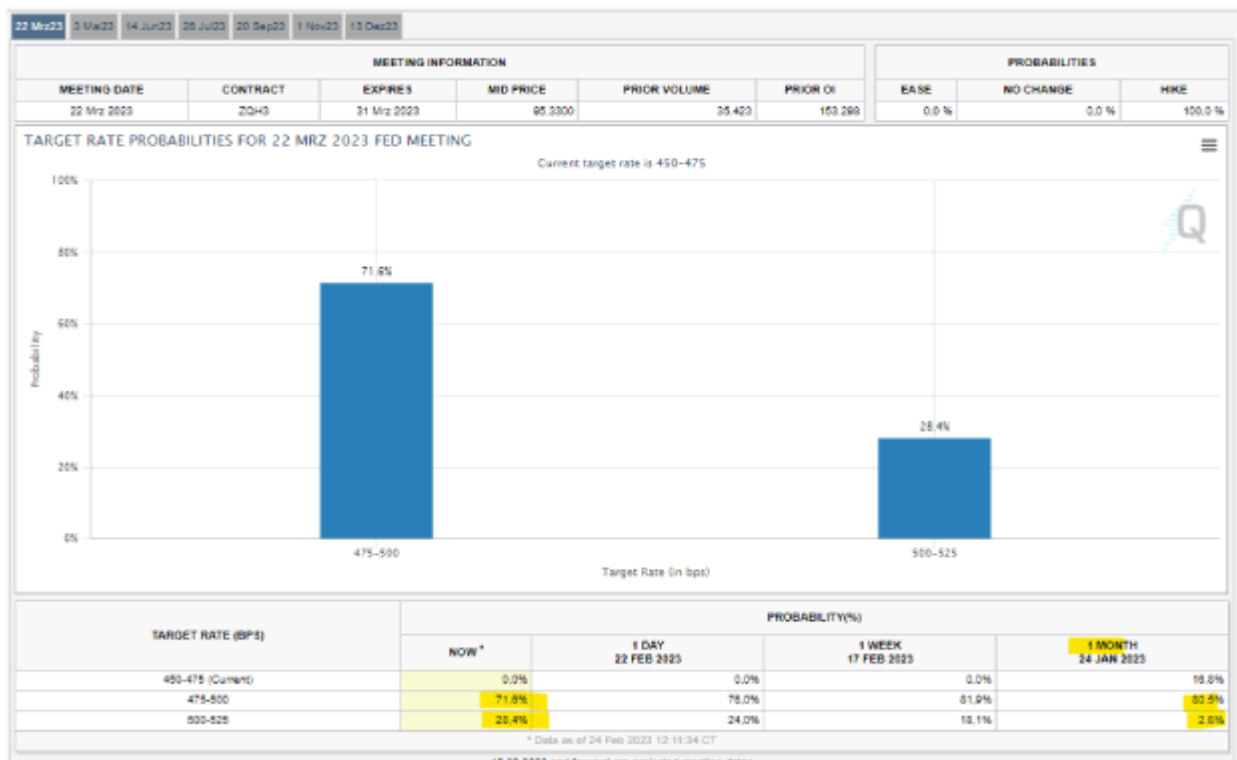 22 Mrz23 3 Mai23 14 Jun23 26 Jul23 20 Sep23 1 Nov23 13 Dez23
MEETING INFORMATION PROBABILITIES
MEETING DATE CONTRACT EXPIRES MID PRICE PRIOR VOLUME PRIOR OI EASE NO CHANGE HIKE
22 Mrz 2023 ZQH3 31 Mrz 2023 95.3300 35.423 153.298 0,0 % 0,0 % 100,0 %
TARGET RATE PROBABILITIES FOR 22 MRZ 2023 FED MEETING
Current target rate is 450–475
100%
80%
71.6%
60%
Probability
40%
28.4%
20%
0%
475–500 500–525
Target Rate (in bps)
Q
TARGET RATE (BPS) PROBABILITY(%)
NOW * 1 DAY 1 WEEK 1 MONTH
22 FEB 2023 17 FEB 2023 24 JAN 2023
450-475 (Current) 0.0% 0,0% 0,0% 16.8%
475-500 71.6% 76,0% 81,9% 80.5%
500-525 28,4% 24,0% 18,1% 2,8%
* Data as of 24 Feb 2023 12:11:34 CT
and forward are projected meeting dates